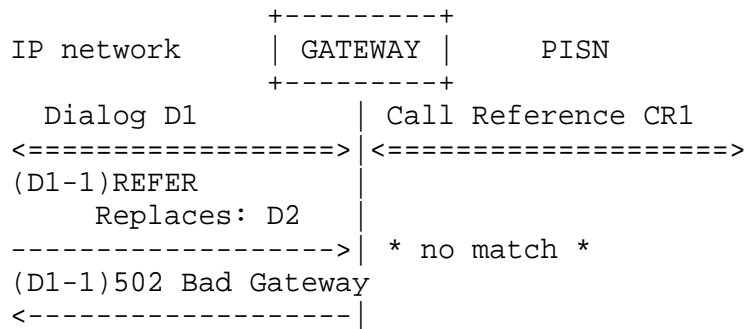 +---------+
IP network     | GATEWAY |     PISN
               +---------+
  Dialog D1         | Call Reference CR1
<==================>|<====================>
(D1-1)REFER         |
     Replaces: D2   |
------------------->| * no match *
(D1-1)502 Bad Gateway
<-------------------|